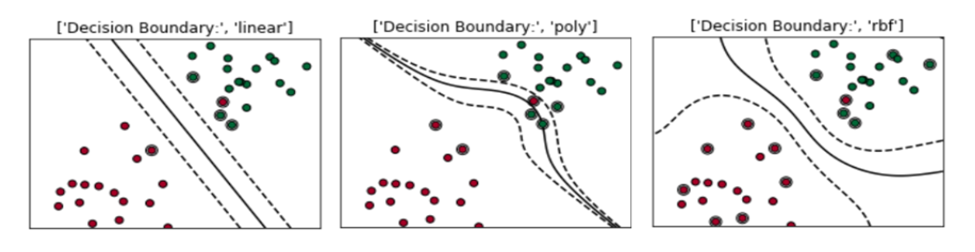 ['Decision Boundary:', 'linear']
['Decision Boundary:', 'poly']
['Decision Boundary:', 'rbf']